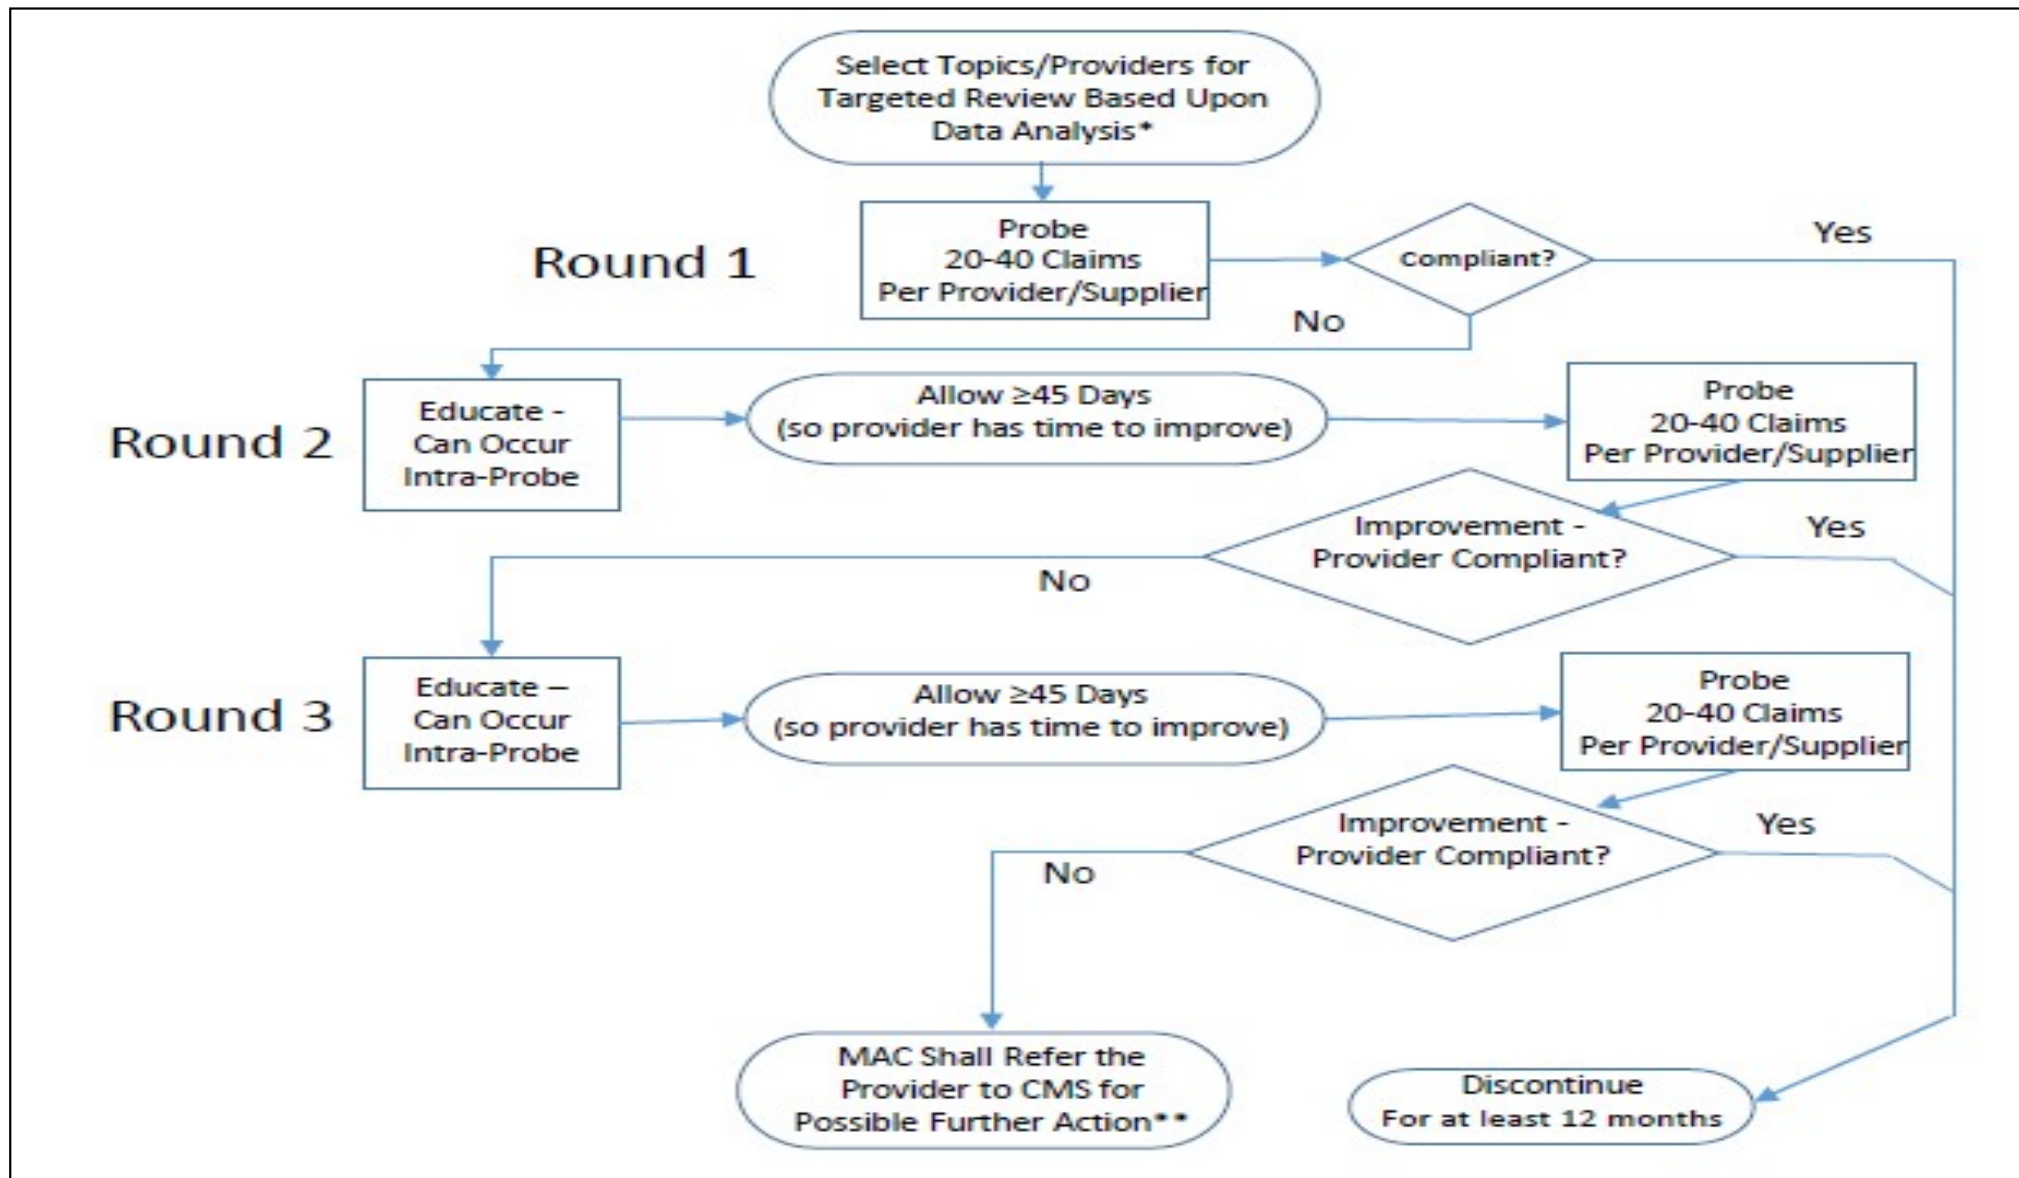 Select Topics/Providers for
Targeted Review Based Upon
Data Analysis*
Round 1
Probe
20-40 Claims
Per Provider/Supplier
Compliant?
Yes
No
Round 2
Educate -
Can Occur
Intra-Probe
Allow ≥45 Days
(so provider has time to improve)
Probe
20-40 Claims
Per Provider/Supplier
Improvement -
Provider Compliant?
Yes
No
Round 3
Educate –
Can Occur
Intra-Probe
Allow ≥45 Days
(so provider has time to improve)
Probe
20-40 Claims
Per Provider/Supplier
Improvement -
Provider Compliant?
Yes
No
MAC Shall Refer the
Provider to CMS for
Possible Further Action**
Discontinue
For at least 12 months